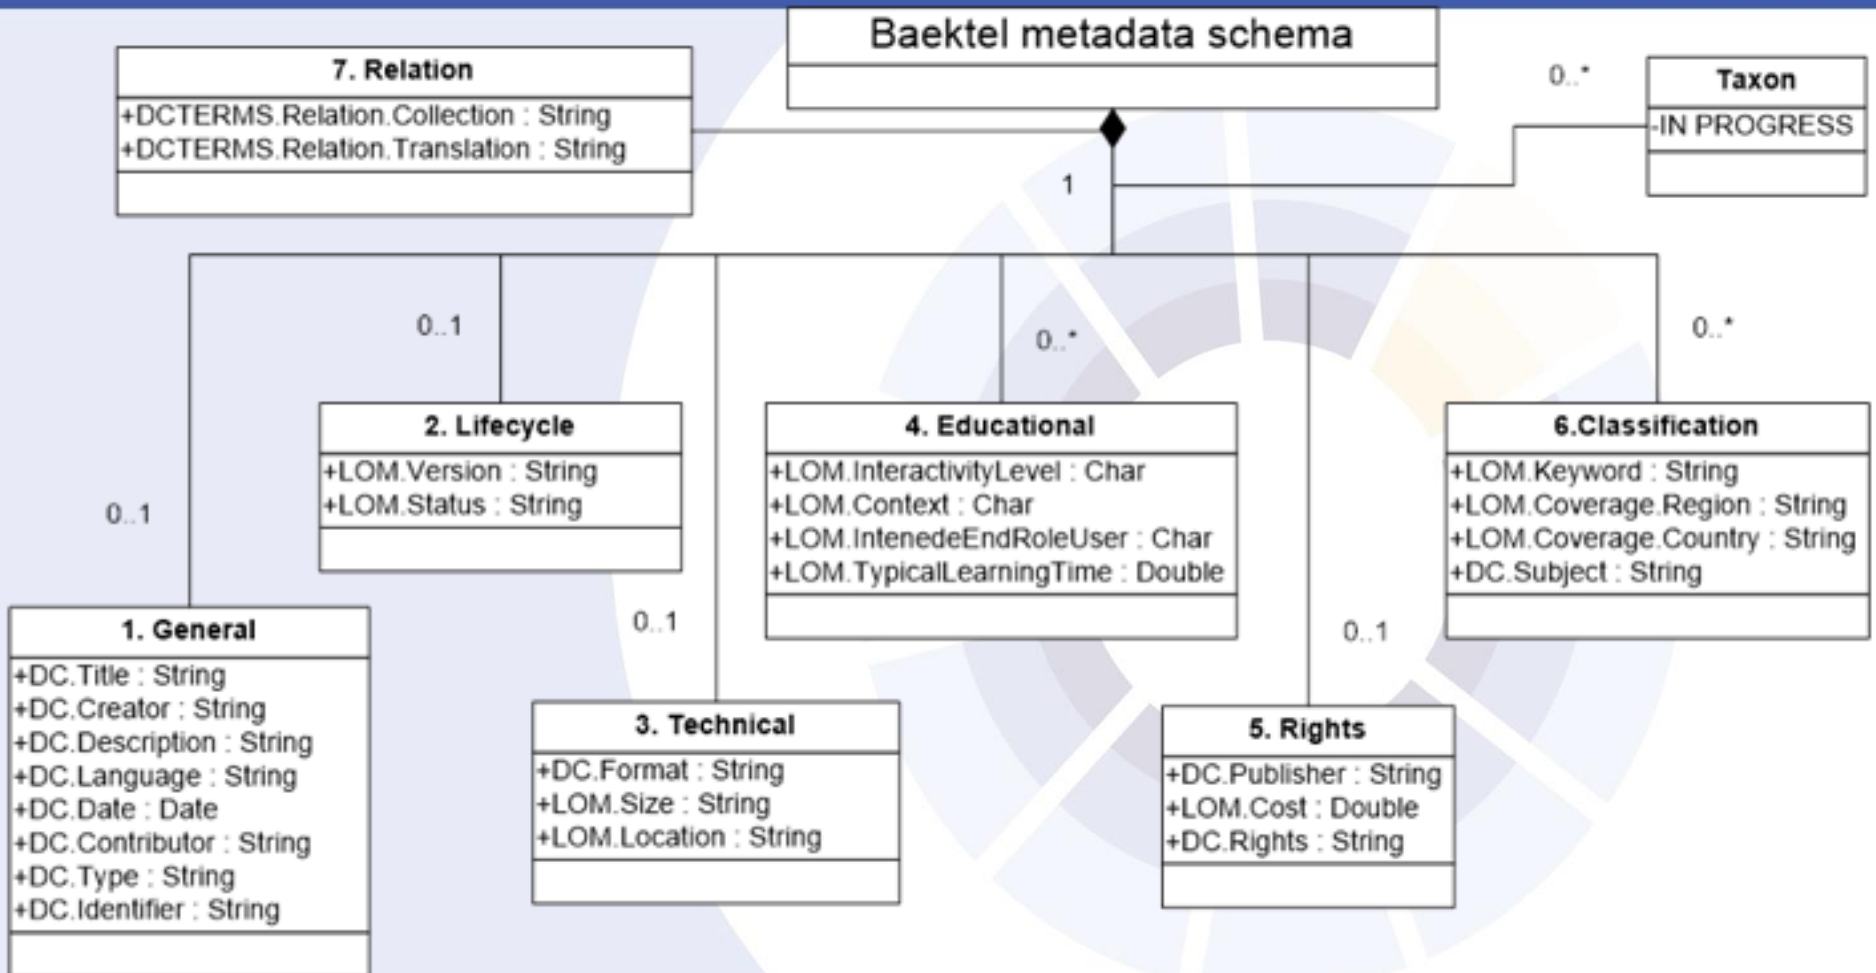 Baektel metadata schema
7. Relation
+DCTERMS.Relation.Collection : String
+DCTERMS.Relation.Translation : String
0..*
Taxon
-IN PROGRESS
1
0..1
2. Lifecycle
+LOM.Version : String
+LOM.Status : String
0..*
4. Educational
+LOM.InteractivityLevel : Char
+LOM.Context : Char
+LOM.IntenedeEndRoleUser : Char
+LOM.TypicalLearningTime : Double
0..*
6.Classification
+LOM.Keyword : String
+LOM.Coverage.Region : String
+LOM.Coverage.Country : String
+DC.Subject : String
0..1
1. General
+DC.Title : String
+DC.Creator : String
+DC.Description : String
+DC.Language : String
+DC.Date : Date
+DC.Contributor : String
+DC.Type : String
+DC.Identifier : String
0..1
3. Technical
+DC.Format : String
+LOM.Size : String
+LOM.Location : String
0..1
5. Rights
+DC.Publisher : String
+LOM.Cost : Double
+DC.Rights : String